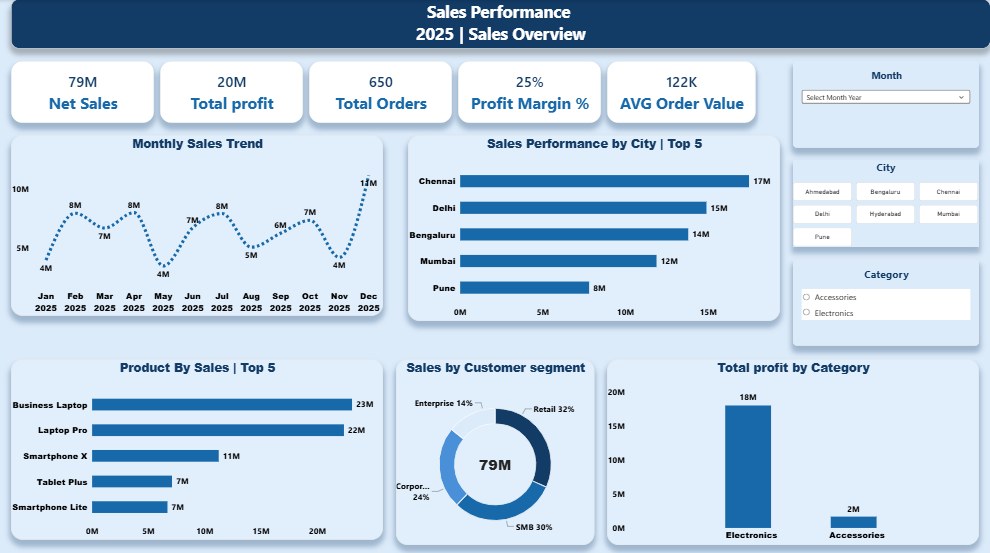 Sales Performance
2025 | Sales Overview
79M
Net Sales
20M
Total profit
650
Total Orders
25%
Profit Margin %
122K
AVG Order Value
Month
Select Month Year
City
Ahmedabad
Bengaluru
Chennai
Delhi
Hyderabad
Mumbai
Pune
Category
Accessories
Electronics
Monthly Sales Trend
10M
5M
4M
8M
7M
8M
4M
7M
8M
5M
6M
7M
4M
11M
Jan 2025
Feb 2025
Mar 2025
Apr 2025
May 2025
Jun 2025
Jul 2025
Aug 2025
Sep 2025
Oct 2025
Nov 2025
Dec 2025
Sales Performance by City | Top 5
Chennai 17M
Delhi 15M
Bengaluru 14M
Mumbai 12M
Pune 8M
0M 5M 10M 15M
Product By Sales | Top 5
Business Laptop 23M
Laptop Pro 22M
Smartphone X 11M
Tablet Plus 7M
Smartphone Lite 7M
0M 5M 10M 15M 20M
Sales by Customer segment
Enterprise 14%
Retail 32%
79M
Corpor...
24%
SMB 30%
Total profit by Category
20M
15M
10M
5M
0M
18M
2M
Electronics
Accessories